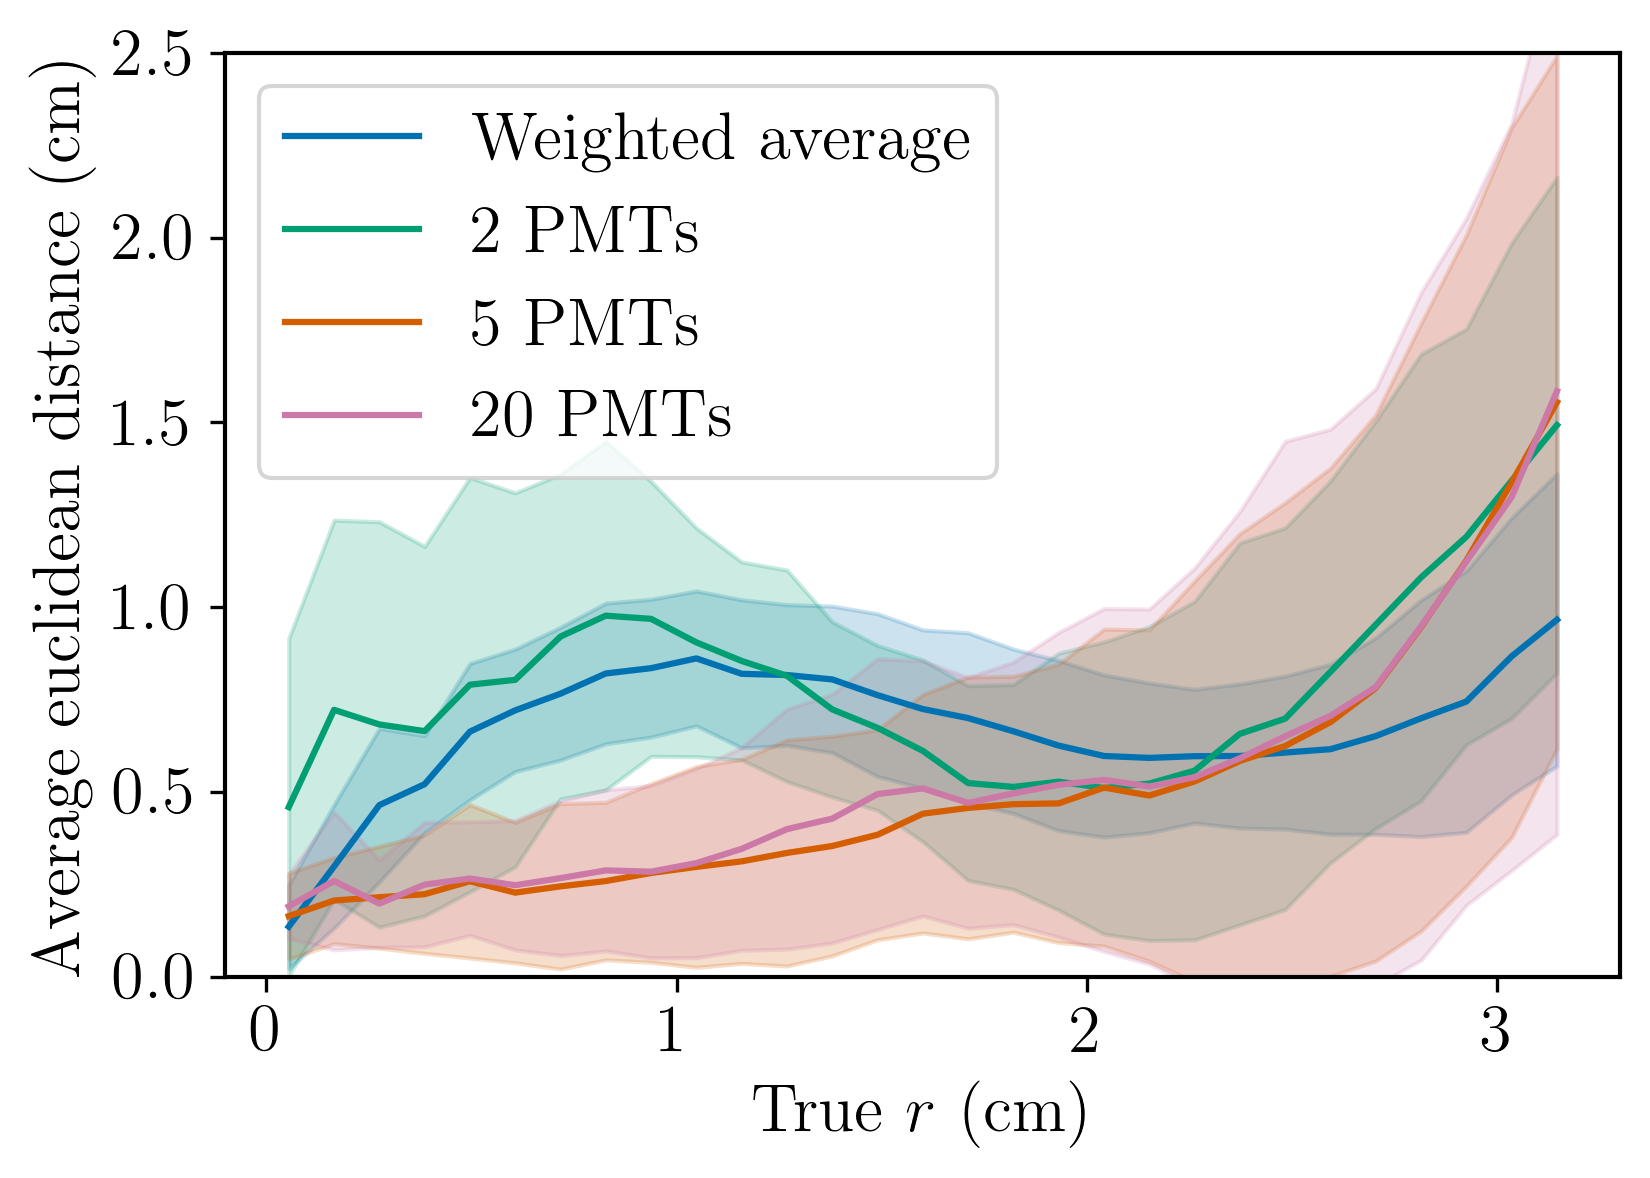 Average euclidean distance (cm)
2.5
2.0
1.5
1.0
0.5
0.0
Weighted average
2 PMTs
5 PMTs
20 PMTs
0 1 2 3
True r (cm)